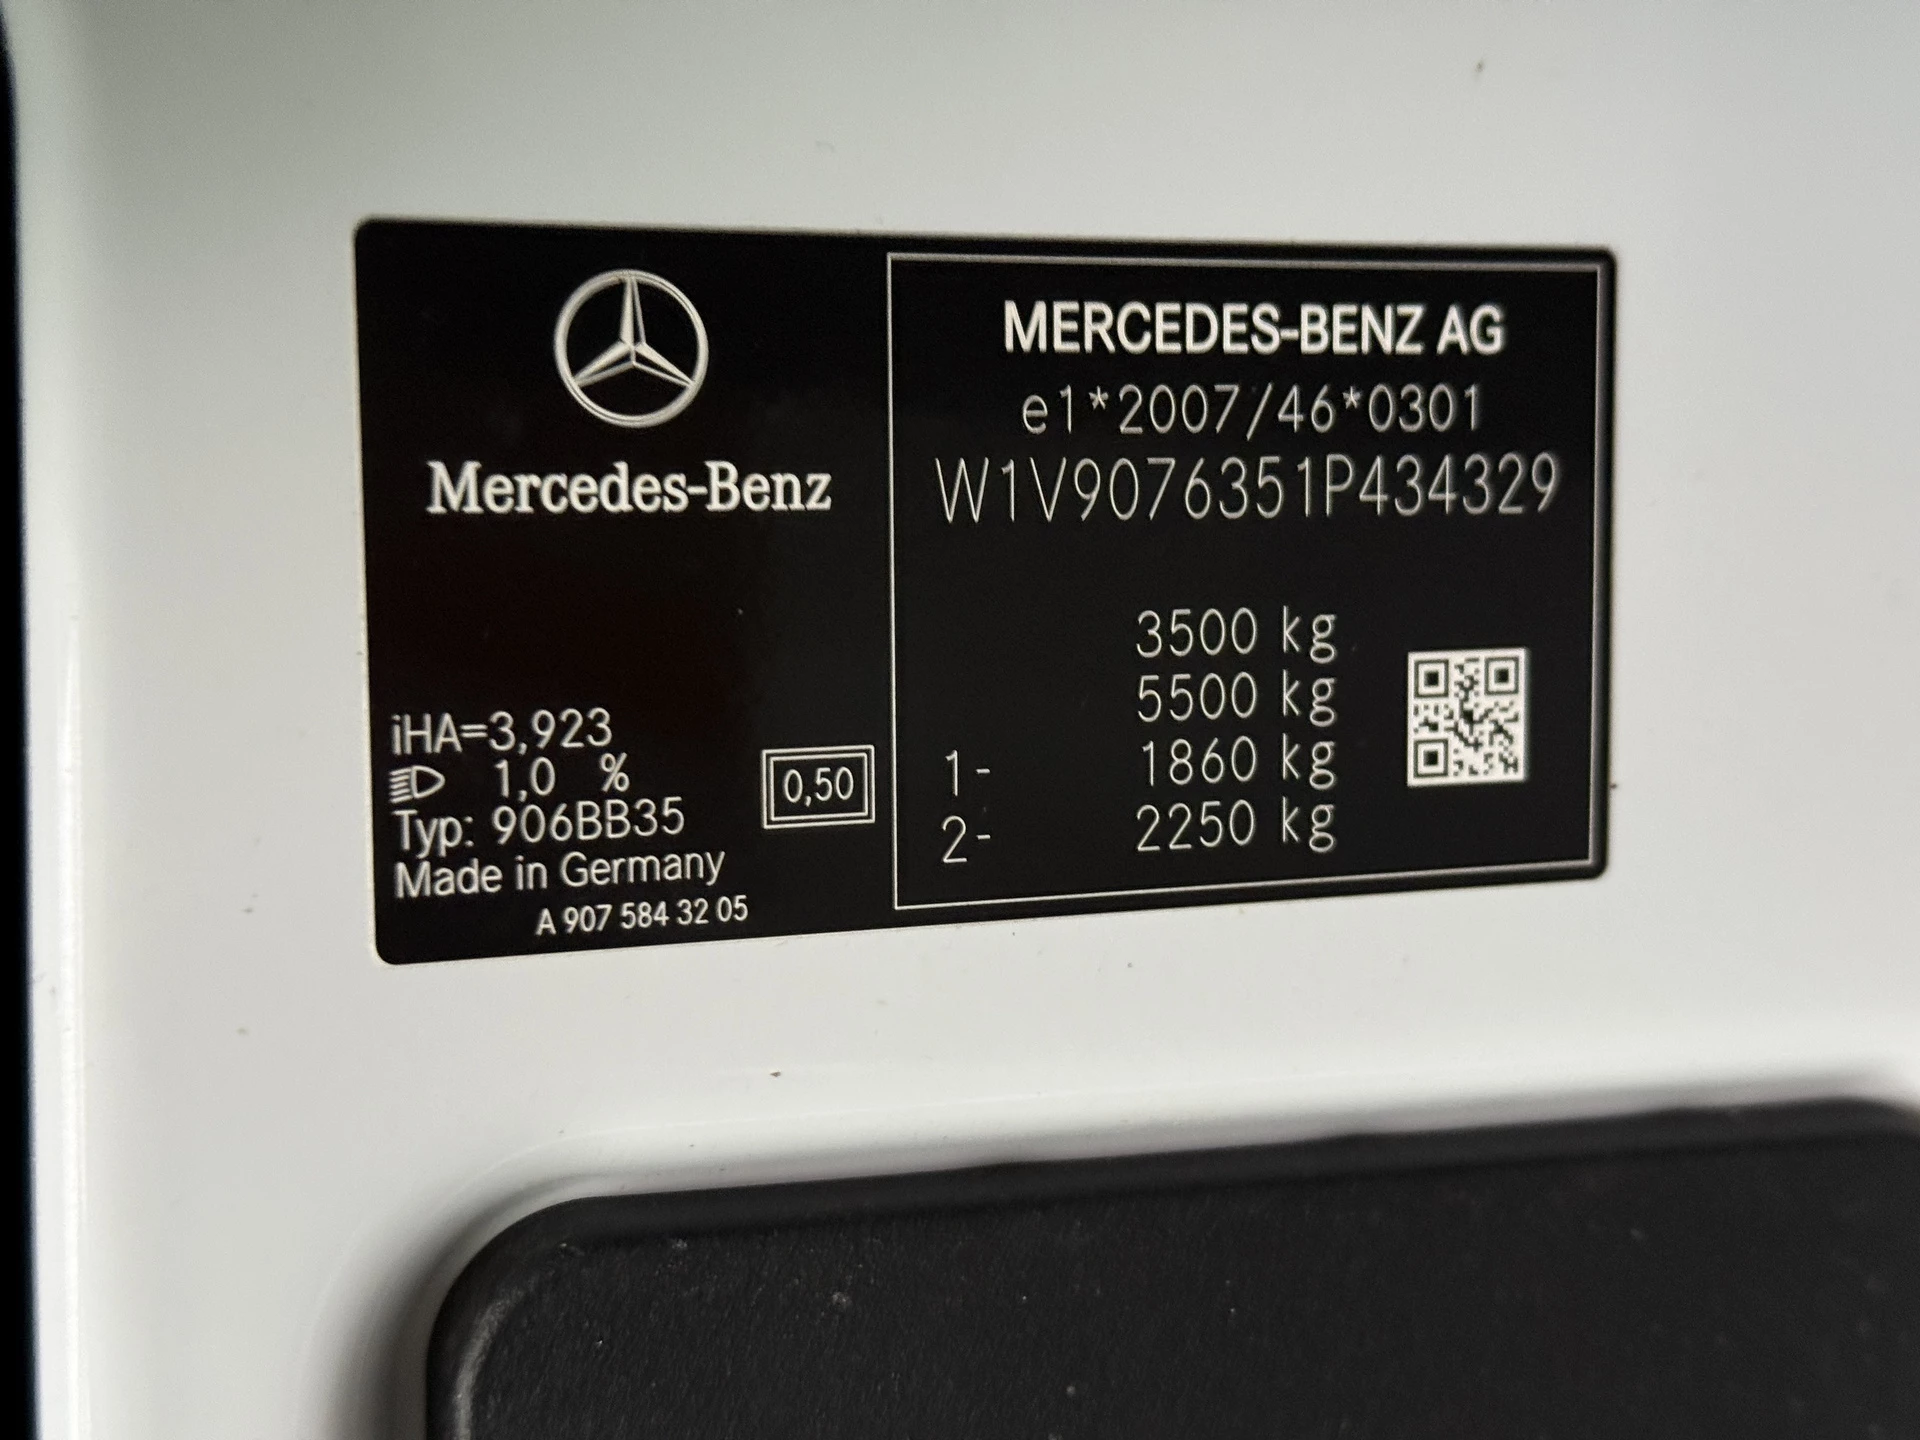 Mercedes-Benz
iHA=3,923
1,0 %
Typ: 906BB35
Made in Germany
A 907 584 32 05
0,50
MERCEDES-BENZ AG
e1*2007/46*0301
W1V9076351P434329
3500 kg
5500 kg
1- 1860 kg
2- 2250 kg